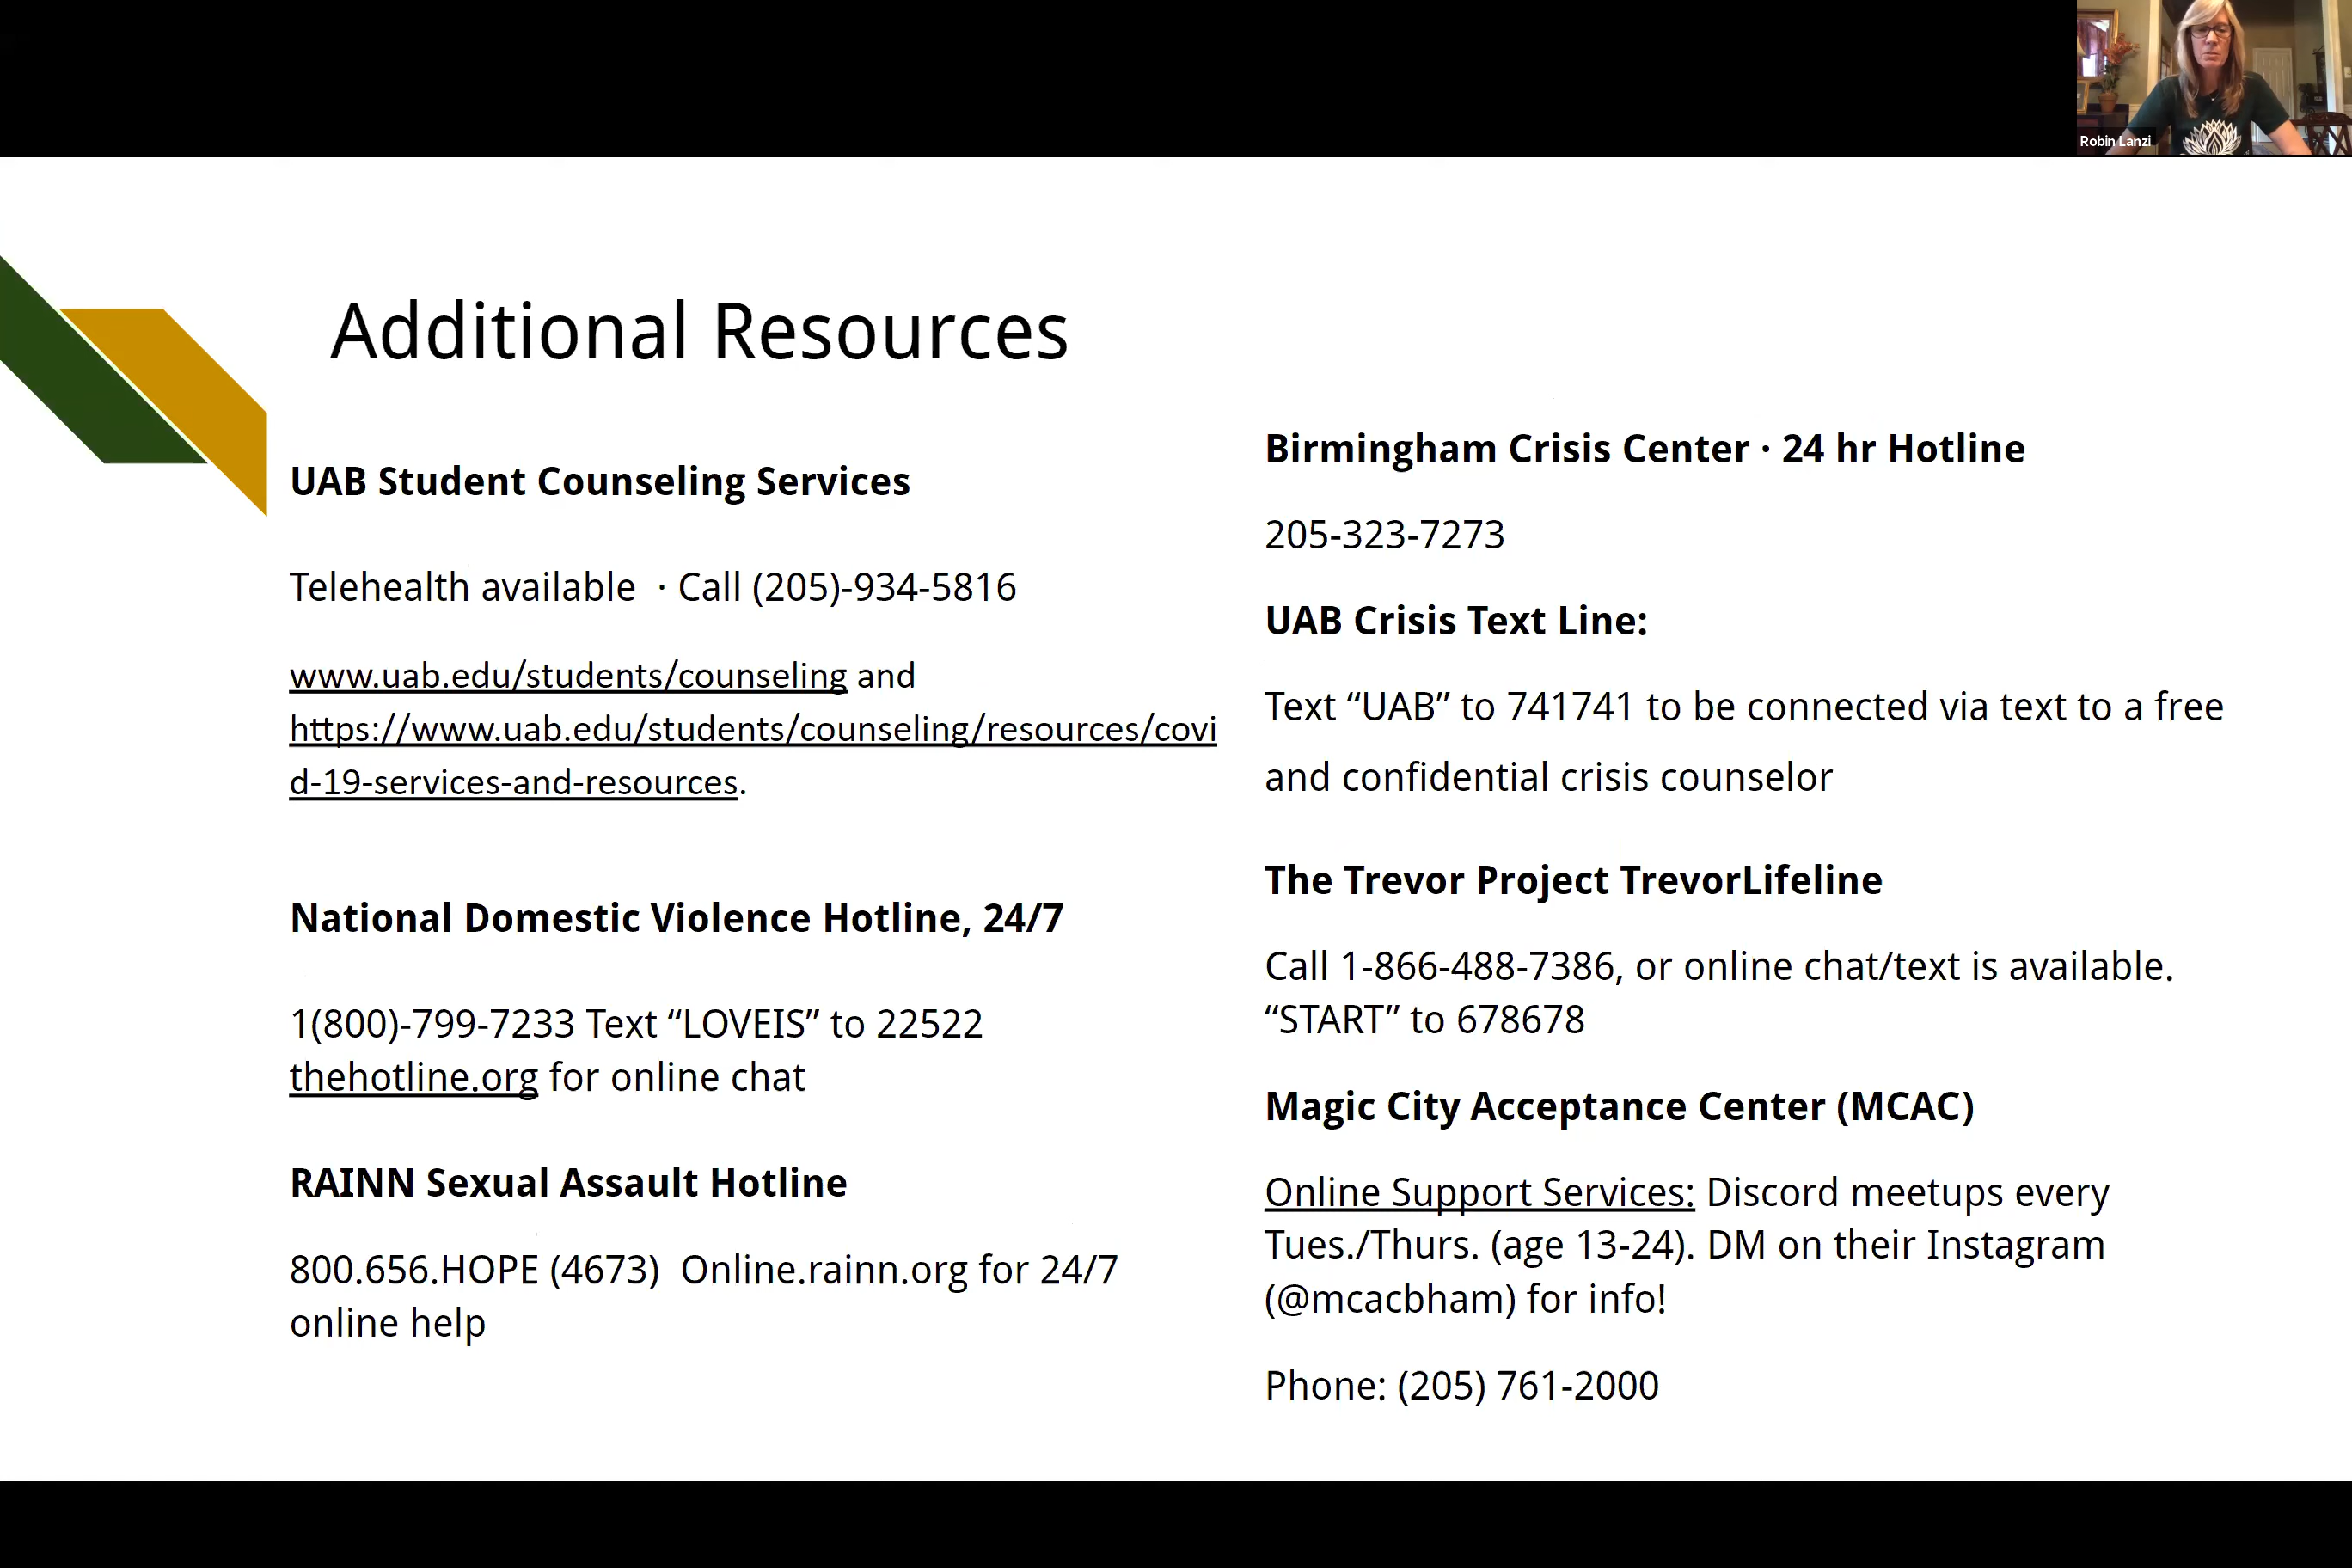 Robin Lanzi
Additional Resources
UAB Student Counseling Services
Telehealth available · Call (205)-934-5816
www.uab.edu/students/counseling and
https://www.uab.edu/students/counseling/resources/covi
d-19-services-and-resources.
National Domestic Violence Hotline, 24/7
1(800)-799-7233 Text “LOVEIS” to 22522
thehotline.org for online chat
RAINN Sexual Assault Hotline
800.656.HOPE (4673) Online.rainn.org for 24/7
online help
Birmingham Crisis Center · 24 hr Hotline
205-323-7273
UAB Crisis Text Line:
Text “UAB” to 741741 to be connected via text to a free
and confidential crisis counselor
The Trevor Project TrevorLifeline
Call 1-866-488-7386, or online chat/text is available.
“START” to 678678
Magic City Acceptance Center (MCAC)
Online Support Services: Discord meetups every
Tues./Thurs. (age 13-24). DM on their Instagram
(@mcacbham) for info!
Phone: (205) 761-2000